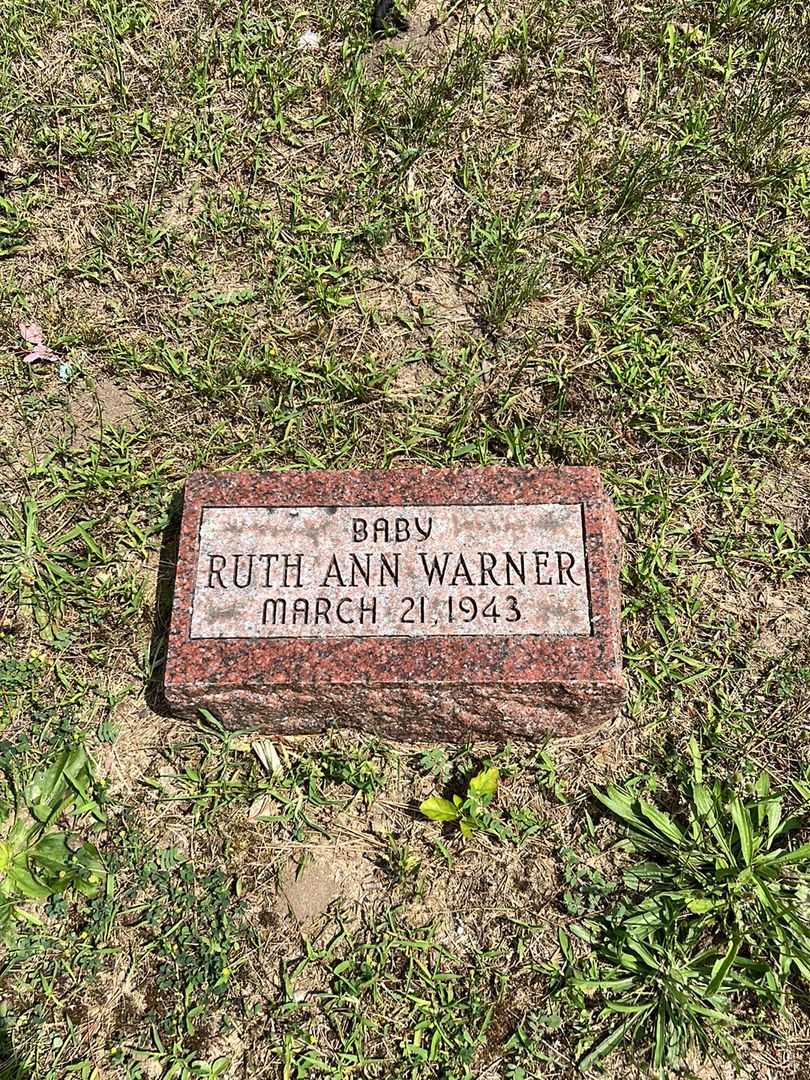 BABY
RUTH ANN WARNER
MARCH 21, 1943